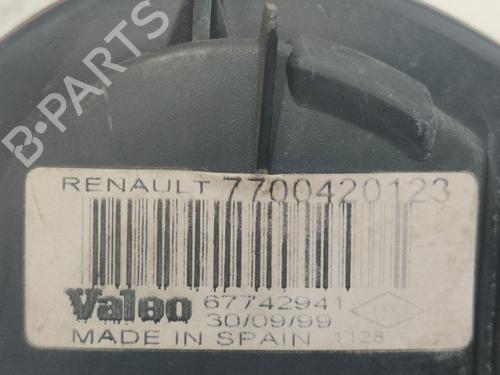 B-PARTS
RENAULT 7700420123
Valeo 67742941
30/09/99
MADE IN SPAIN 1128